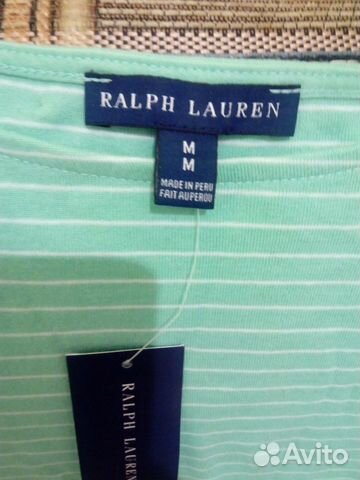 RALPH LAUREN
M
M
MADE IN PERU
FAIT AU PEROU
RALPH LAUREN
Avito